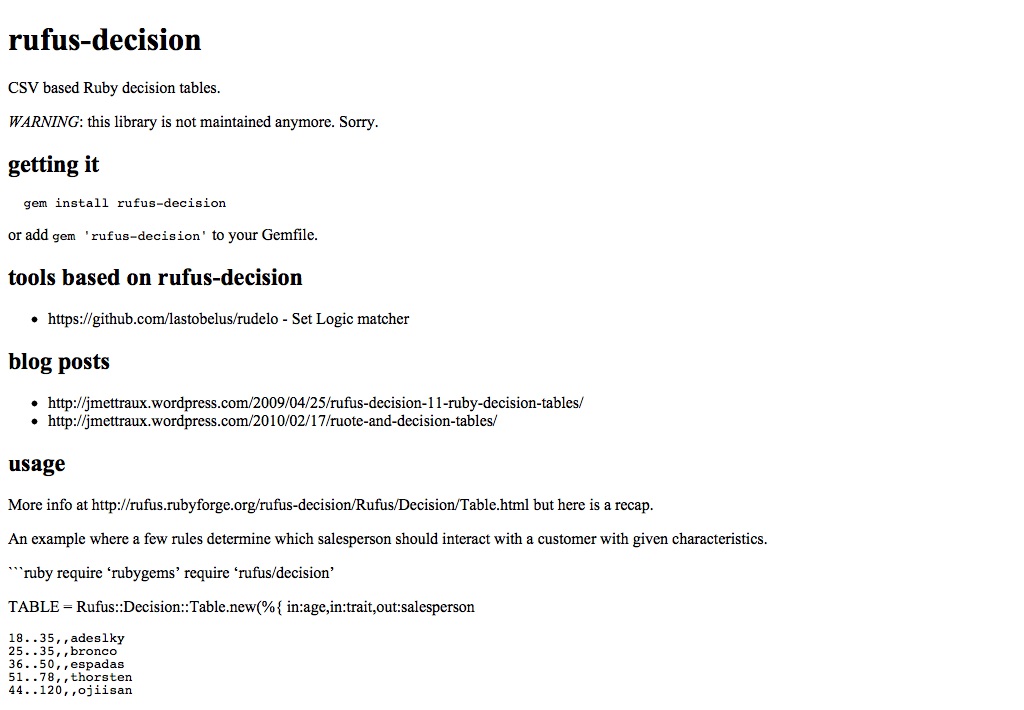 rufus-decision
CSV based Ruby decision tables.
WARNING: this library is not maintained anymore. Sorry.
getting it
gem install rufus-decision
or add gem 'rufus-decision' to your Gemfile.
tools based on rufus-decision
• https://github.com/lastobelus/rudelo - Set Logic matcher
blog posts
• http://jmettraux.wordpress.com/2009/04/25/rufus-decision-11-ruby-decision-tables/
• http://jmettraux.wordpress.com/2010/02/17/ruote-and-decision-tables/
usage
More info at http://rufus.rubyforge.org/rufus-decision/Rufus/Decision/Table.html but here is a recap.
An example where a few rules determine which salesperson should interact with a customer with given characteristics.
```ruby require ‘rubygems’ require ‘rufus/decision’
TABLE = Rufus::Decision::Table.new(%{ in:age,in:trait,out:salesperson
18..35,,adeslky
25..35,,bronco
36..50,,espadas
51..78,,thorsten
44..120,,ojiisan